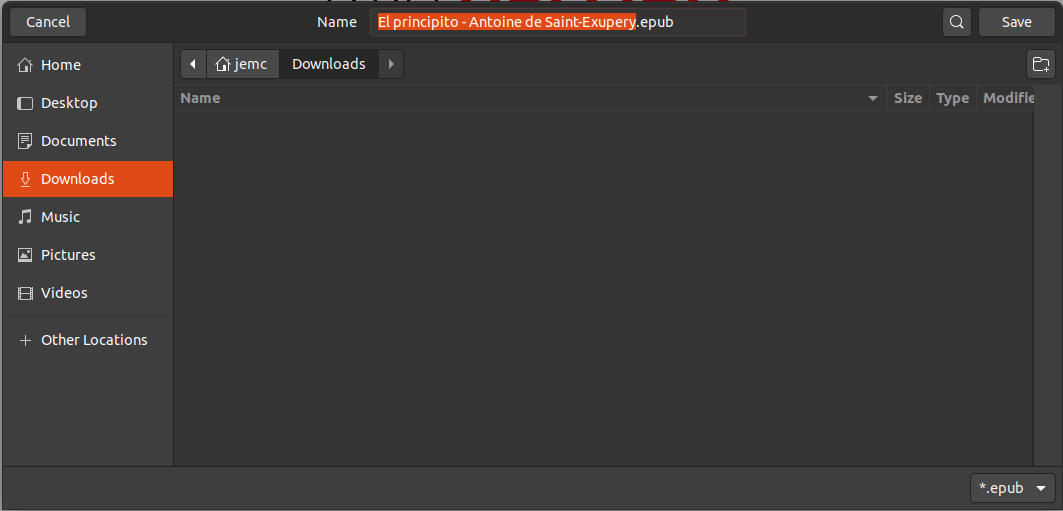 Cancel Name El principito - Antoine de Saint-Exupery.epub Save
Home
Desktop
Documents
Downloads
Music
Pictures
Videos
Other Locations
jemc Downloads
Name Size Type Modifie
*.epub